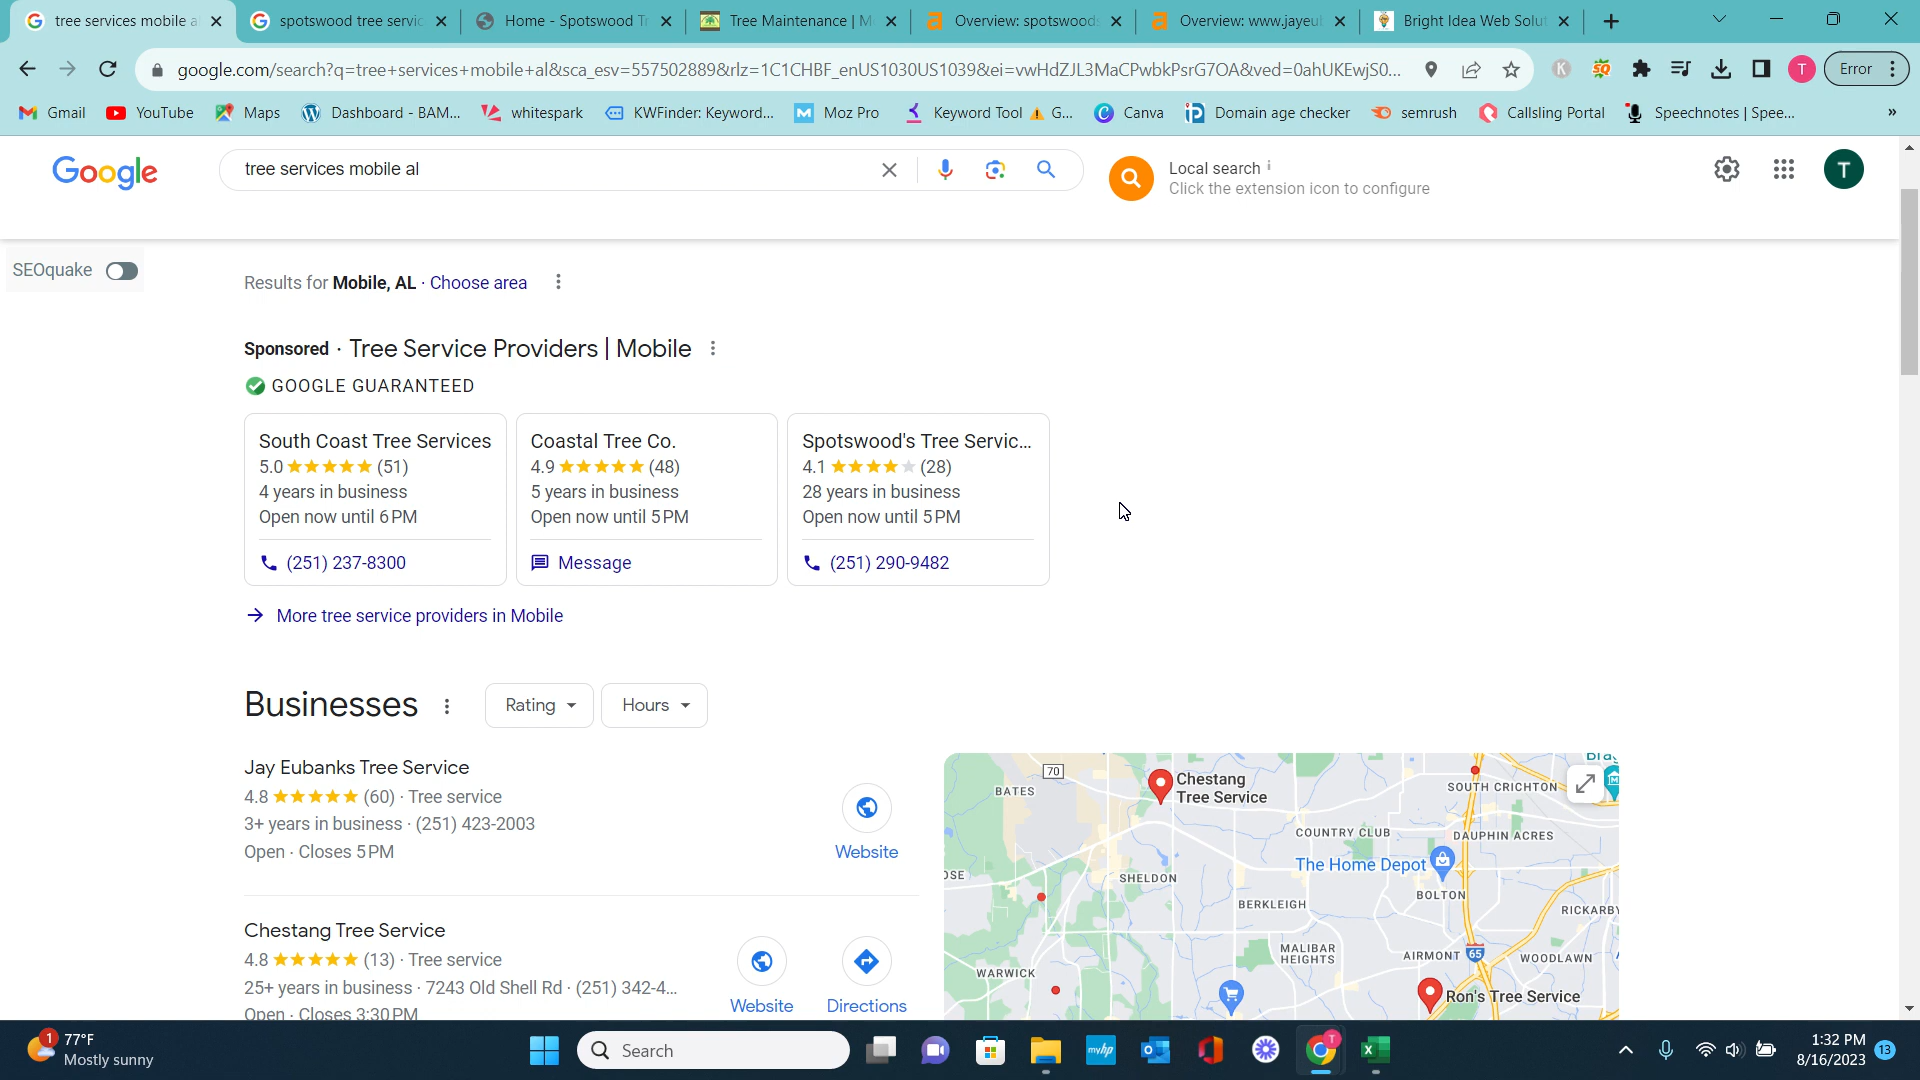 tree services mobile a
spotswood tree servic
Home - Spotswood T
Tree Maintenance | M
Overview: spotswoods
Overview: www.jayeu
Bright Idea Web Solut
google.com/search?q=tree+services+mobile+al&sca_esv=557502889&rlz=1C1CHBF_enUS1030US1039&ei=vwHdZJL3MaCPwbkPsrG7OA&ved=0ahUKEwjS0...
K
SQ
T
Error
Gmail
YouTube
Maps
Dashboard - BAM...
whitespark
KWFinder: Keyword...
Moz Pro
Keyword Tool ⚠ G...
Canva
Domain age checker
semrush
Callsling Portal
Speechnotes | Spee...
»
Google
tree services mobile al
Local search i
Click the extension icon to configure
T
SEOquake
Results for Mobile, AL · Choose area
Sponsored · Tree Service Providers | Mobile
GOOGLE GUARANTEED
South Coast Tree Services
5.0 ★★★★★ (51)
4 years in business
Open now until 6 PM
(251) 237-8300
Coastal Tree Co.
4.9 ★★★★★ (48)
5 years in business
Open now until 5 PM
Message
Spotswood's Tree Servic...
4.1 ★★★★★ (28)
28 years in business
Open now until 5 PM
(251) 290-9482
More tree service providers in Mobile
Businesses
Rating
Hours
Jay Eubanks Tree Service
4.8 ★★★★★ (60) · Tree service
3+ years in business · (251) 423-2003
Open · Closes 5 PM
Website
Chestang Tree Service
4.8 ★★★★★ (13) · Tree service
25+ years in business · 7243 Old Shell Rd · (251) 342-4...
Open · Closes 3:30 PM
Website
Directions
70
BATES
Chestang
Tree Service
SOUTH CRICHTON
COUNTRY CLUB
DAUPHIN ACRES
The Home Depot
OSE
SHELDON
BOLTON
BERKLEIGH
RICKARBY
MALIBAR
HEIGHTS
AIRMONT
65
WOODLAWN
WARWICK
Ron's Tree Service
1
77°F
Mostly sunny
Search
myhp
T
1:32 PM
8/16/2023
13